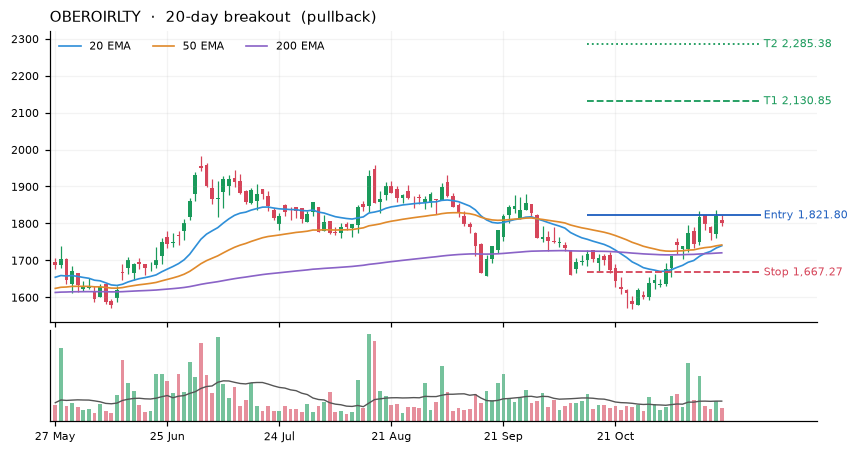 OBEROIRLTY · 20-day breakout (pullback)
20 EMA 50 EMA 200 EMA
2300
2200
2100
2000
1900
1800
1700
1600
T2 2,285.38
T1 2,130.85
Entry 1,821.80
Stop 1,667.27
27 May 25 Jun 24 Jul 21 Aug 21 Sep 21 Oct